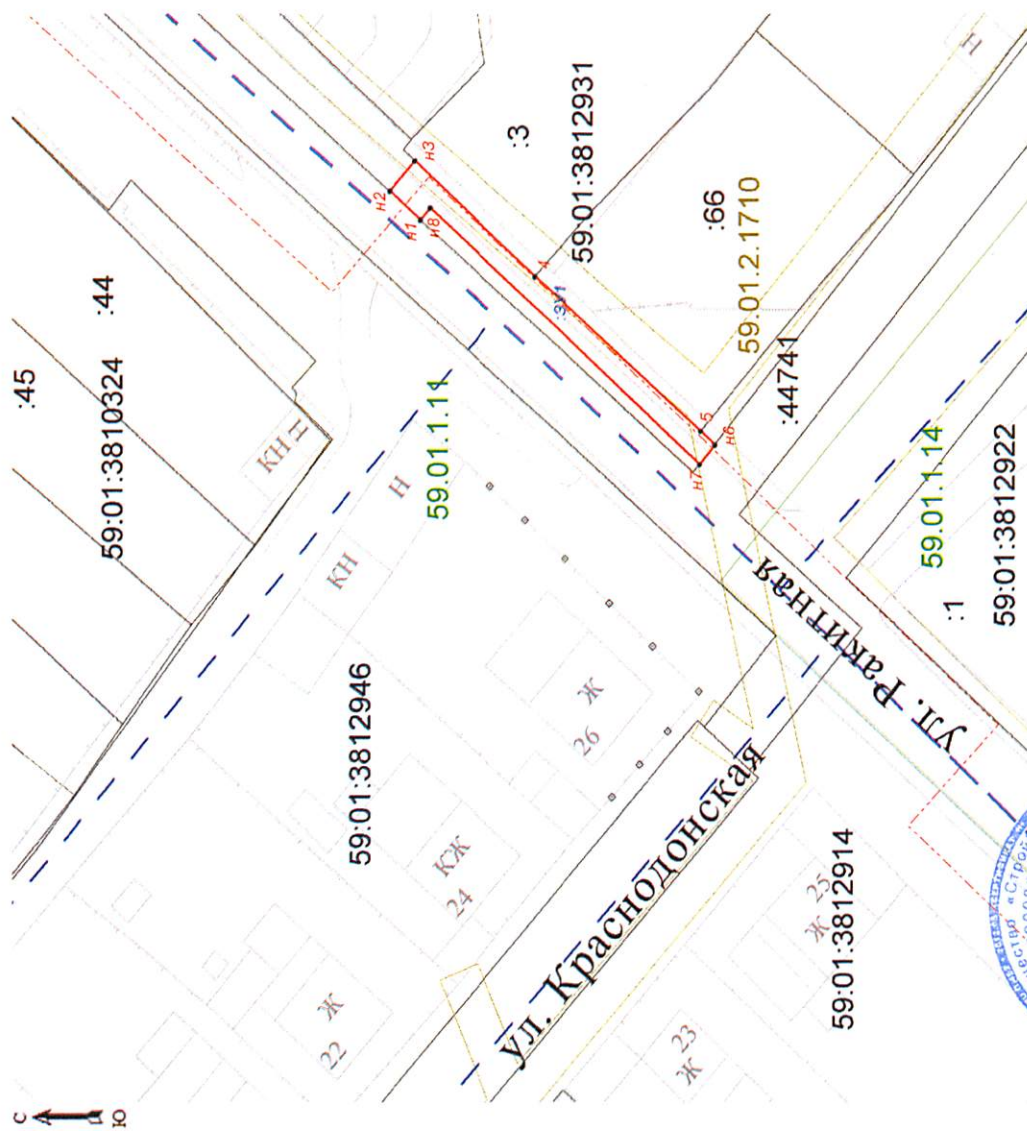 С
Ю
:45
:44
59:01:3810324
КН
Н
Н
КН
59.01.1.11
н2
н1
и8
н3
:3
59:01:3812931
4
:ЗУ1
:66
59.01.2.1710
Н
5
н6
н7
:44741
59:01:3812946
Ж
26
КЖ
24
Ж
22
ул. Краснодонская
ул. Ракитная
59.01.1.14
:1
59:01:3812922
25
Ж
59:01:3812914
23
Ж